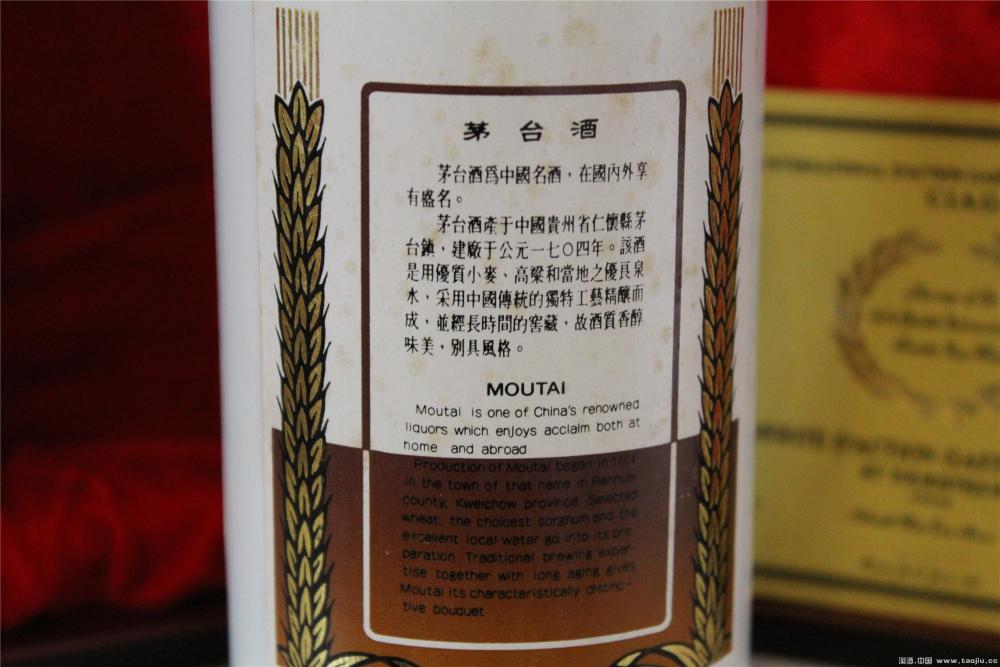 茅台酒
茅台酒爲中國名酒，在國內外享
有盛名。
茅台酒產于中國貴州省仁懷縣茅
台鎮，建廠于公元一七〇四年。該酒
是用優質小麥、高粱和當地之優良泉
水，采用中國傳統的獨特工藝精釀而
成，並經長時間的窖藏，故酒質香醇
味美，別具風格。
MOUTAI
Moutai is one of China's renowned
liquors which enjoys acclaim both at
home and abroad
Production of Moutai began in 1704
in the town of that name in Renhuai
county, Kweichow province. Selected
wheat, the choicest sorghum and the
excellent local water go into its pre
paration. Traditional brewing exper
tise together with long aging gives
Moutai its characteristically distinc-
tive bouquet
淘酒.中国 www.taojiu.cc